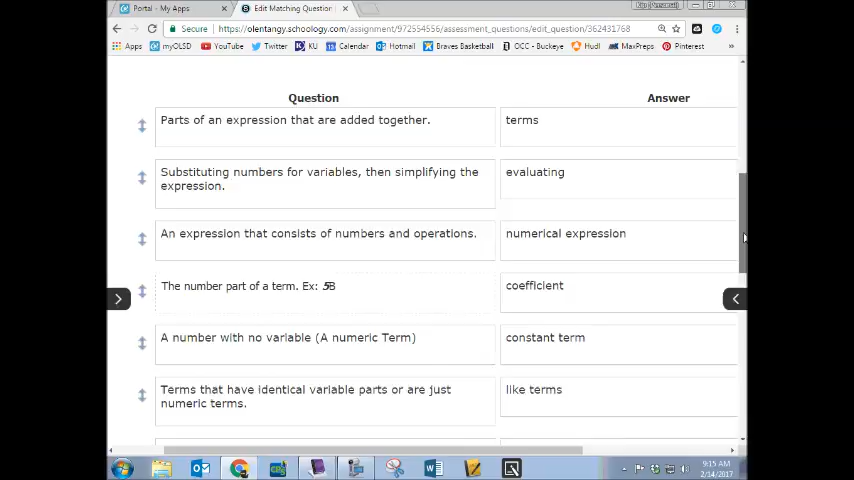 Portal - My Apps
Edit Matching Question
Secure https://olentangy.schoology.com/assignment/972554556/assessment_questions/edit_question/362431768
Apps myOLSD YouTube Twitter KU Calendar Hotmail Braves Basketball OCC - Buckeye Hudl MaxPreps Pinterest »
Question Answer
Parts of an expression that are added together. terms
Substituting numbers for variables, then simplifying the evaluating
expression.
An expression that consists of numbers and operations. numerical expression
The number part of a term. Ex: 5B coefficient
A number with no variable (A numeric Term) constant term
Terms that have identical variable parts or are just like terms
numeric terms.
9:15 AM
2/14/2017